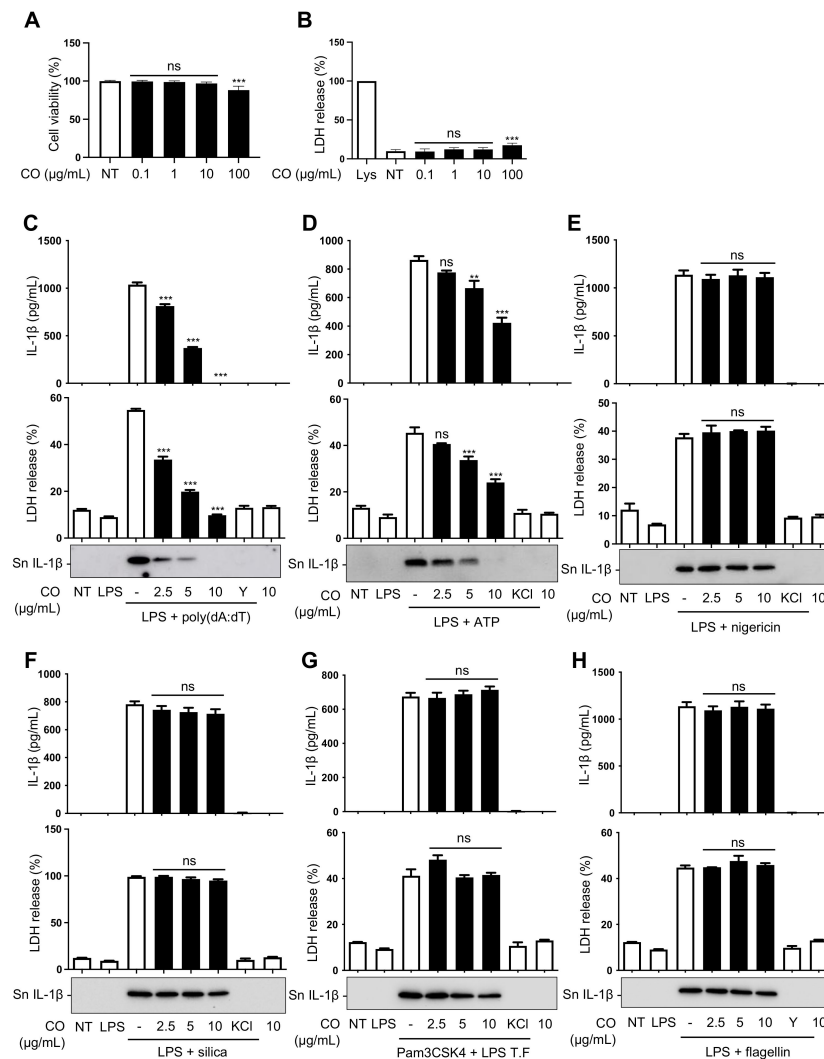 A
Cell viability (%)
150
100
50
0
ns
***
CO (µg/mL) NT 0.1 1 10 100
B
LDH release (%)
150
100
50
0
ns
***
CO (µg/mL) Lys NT 0.1 1 10 100
C
IL-1β (pg/mL)
1500
1000
500
0
***
***
***
LDH release (%)
60
40
20
0
***
***
***
Sn IL-1β
CO NT LPS - 2.5 5 10 Y 10
(µg/mL)
LPS + poly(dA:dT)
D
IL-1β (pg/mL)
1000
800
600
400
200
0
ns
**
***
LDH release (%)
60
40
20
0
ns
***
***
Sn IL-1β
CO NT LPS - 2.5 5 10 KCl 10
(µg/mL)
LPS + ATP
E
IL-1β (pg/mL)
1500
1000
500
0
ns
LDH release (%)
50
40
30
20
10
0
ns
Sn IL-1β
CO NT LPS - 2.5 5 10 KCl 10
(µg/mL)
LPS + nigericin
F
IL-1β (pg/mL)
1000
800
600
400
200
0
ns
LDH release (%)
150
100
50
0
ns
Sn IL-1β
CO NT LPS - 2.5 5 10 KCl 10
(µg/mL)
LPS + silica
G
IL-1β (pg/mL)
800
600
400
200
0
ns
LDH release (%)
60
40
20
0
ns
Sn IL-1β
CO NT LPS - 2.5 5 10 KCl 10
(µg/mL)
Pam3CSK4 + LPS T.F
H
IL-1β (pg/mL)
1500
1000
500
0
ns
LDH release (%)
60
40
20
0
ns
Sn IL-1β
CO NT LPS - 2.5 5 10 Y 10
(µg/mL)
LPS + flagellin